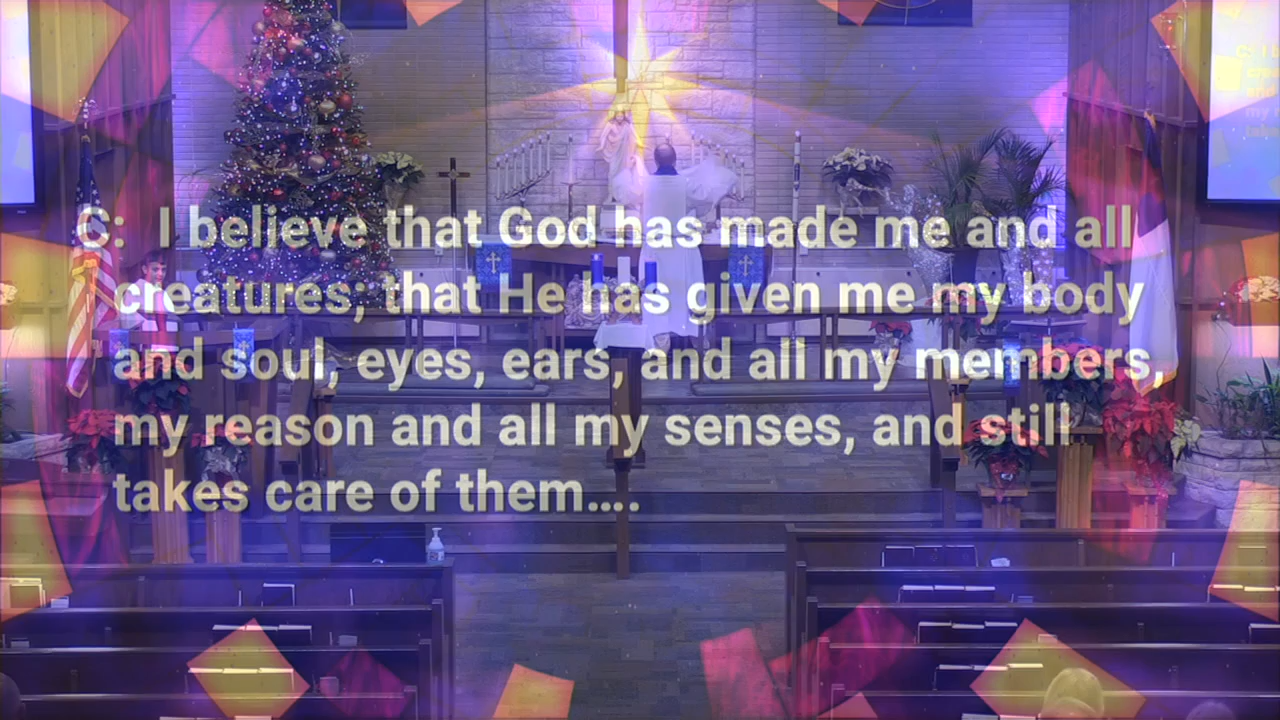 C: I believe that God has made me and all
creatures; that He has given me my body
and soul, eyes, ears, and all my members,
my reason and all my senses, and still
takes care of them....